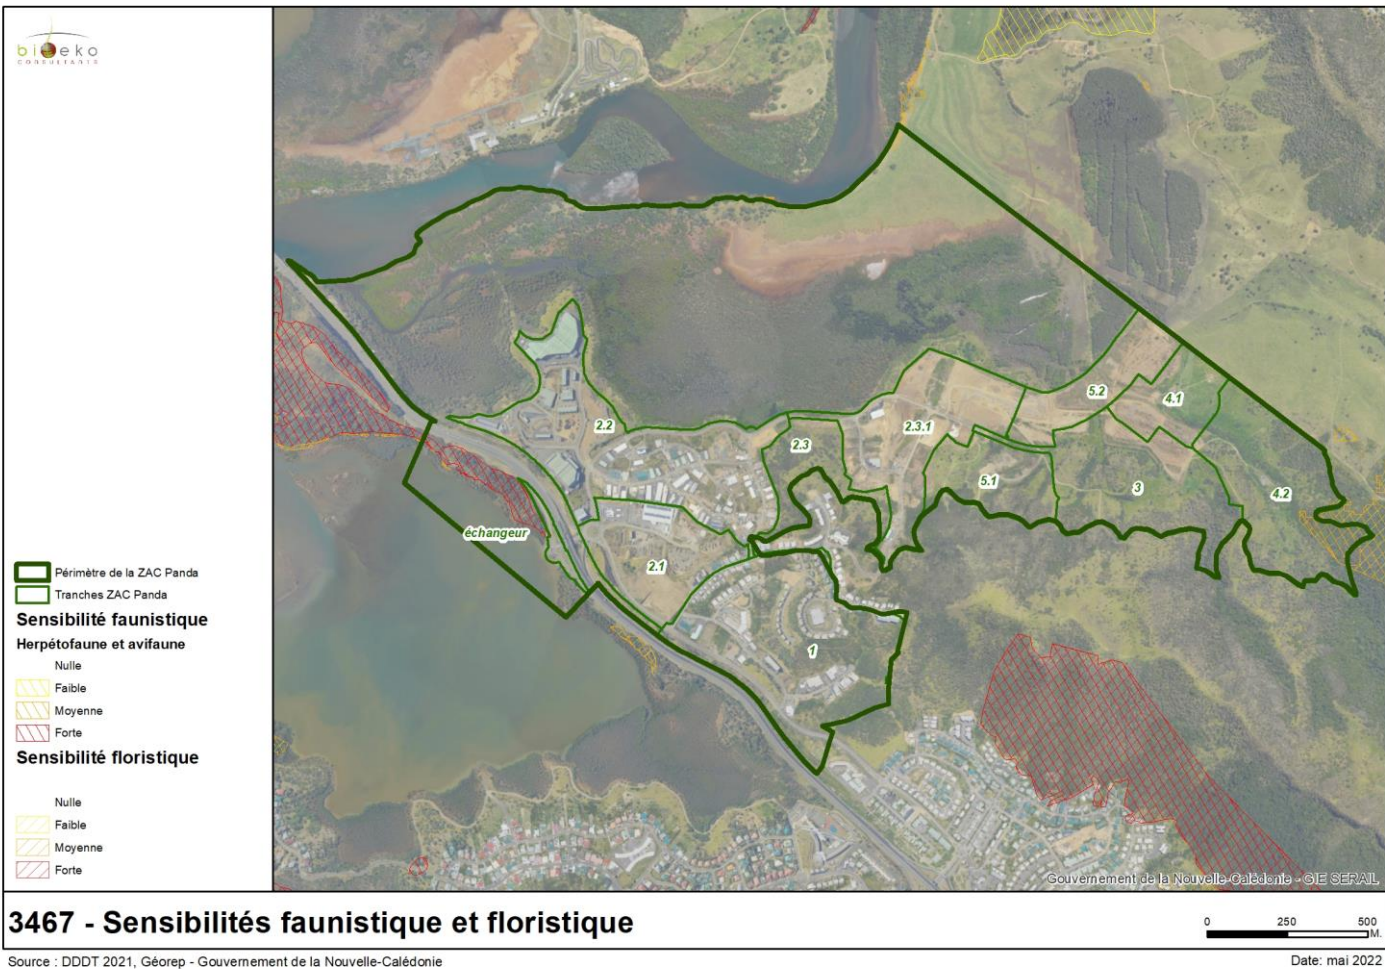 bioeko
CONSULTANTS
5.2
4.1
2.2
2.3
2.3.1
5.1
3
4.2
échangeur
2.1
1
Périmètre de la ZAC Panda
Tranches ZAC Panda
Sensibilité faunistique
Herpétofaune et avifaune
Nulle
Faible
Moyenne
Forte
Sensibilité floristique
Nulle
Faible
Moyenne
Forte
Gouvernement de la Nouvelle-Calédonie - GIE SERAIL
3467 - Sensibilités faunistique et floristique
0 250 500
M.
Source : DDDT 2021, Géorep - Gouvernement de la Nouvelle-Calédonie
Date: mai 2022